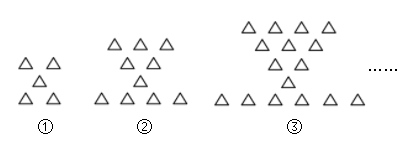 ……
① ② ③